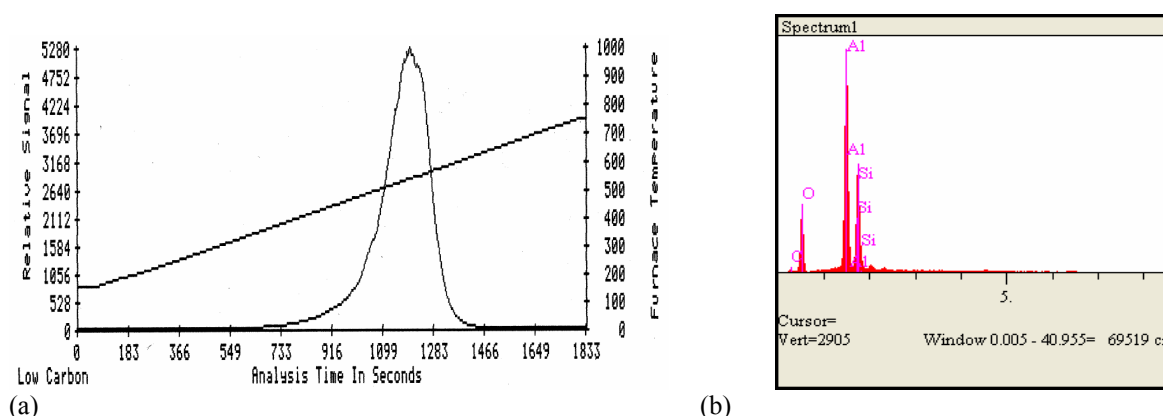 5280
4752
4224
3696
3168
2640
2112
1584
1056
528
0
Relative Signal
1000
900
800
700
600
500
400
300
200
100
0
Furnace Temperature
0 183 366 549 733 916 1099 1283 1466 1649 1833
Low Carbon Analysis Time In Seconds
(a)
Spectrum1
Al
Al
Si
O
Si
Si
Al
5.
Cursor=
Vert=2905 Window 0.005 - 40.955= 69519
(b)